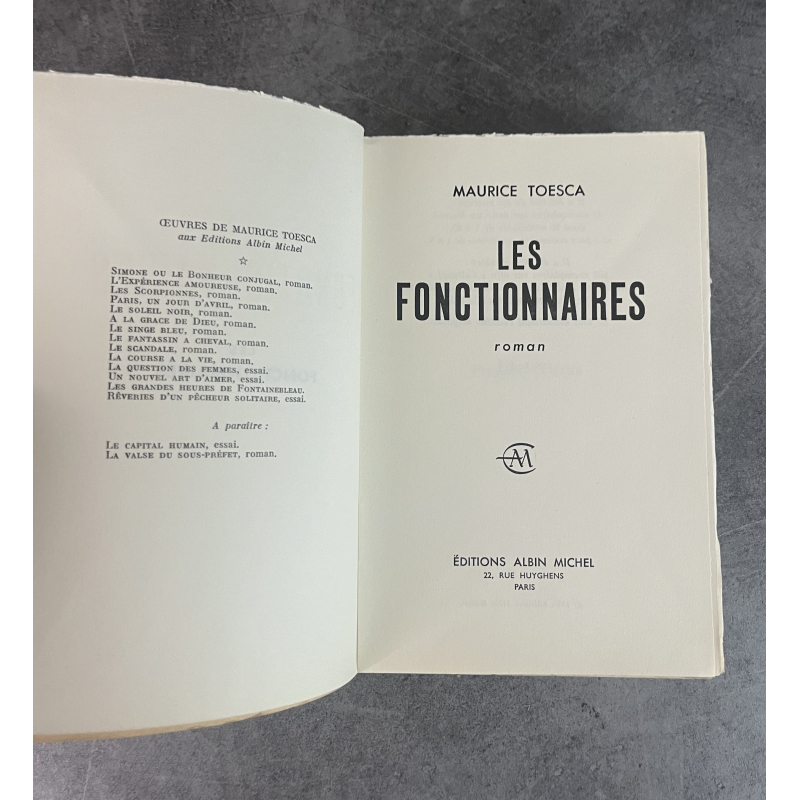 ŒUVRES DE MAURICE TOESCA
aux Editions Albin Michel
☆
SIMONE OU LE BONHEUR CONJUGAL, roman.
L'EXPÉRIENCE AMOUREUSE, roman.
LES SCORPIONNES, roman.
PARIS, UN JOUR D'AVRIL, roman.
LE SOLEIL NOIR, roman.
A LA GRACE DE DIEU, roman.
LE SINGE BLEU, roman.
LE FANTASSIN A CHEVAL, roman.
LE SCANDALE, roman.
LA COURSE A LA VIE, roman.
LA QUESTION DES FEMMES, essai.
UN NOUVEL ART D'AIMER, essai.
LES GRANDES HEURES DE FONTAINEBLEAU.
RÊVERIES D'UN PÊCHEUR SOLITAIRE, essai.
A paraître :
LE CAPITAL HUMAIN, essai.
LA VALSE DU SOUS-PRÉFET, roman.
MAURICE TOESCA
LES
FONCTIONNAIRES
roman
AM
ÉDITIONS ALBIN MICHEL
22, RUE HUYGHENS
PARIS